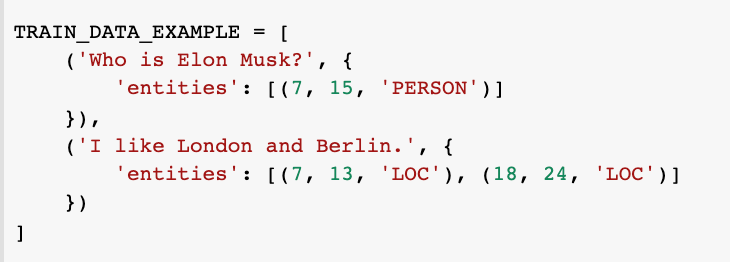 TRAIN_DATA_EXAMPLE = [
    ('Who is Elon Musk?', {
        'entities': [(7, 15, 'PERSON')]
    }),
    ('I like London and Berlin.', {
        'entities': [(7, 13, 'LOC'), (18, 24, 'LOC')]
    })
]